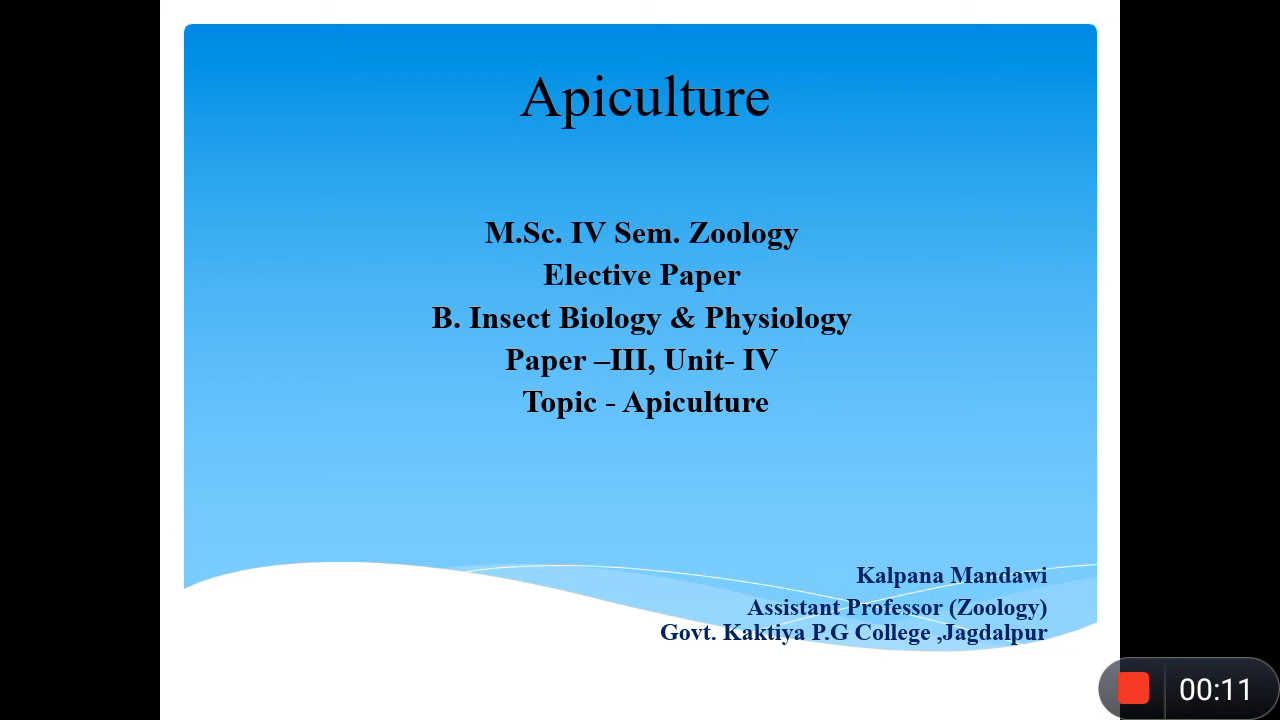 Apiculture
M.Sc. IV Sem. Zoology
Elective Paper
B. Insect Biology & Physiology
Paper –III, Unit- IV
Topic - Apiculture
Kalpana Mandawi
Assistant Professor (Zoology)
Govt. Kaktiya P.G College ,Jagdalpur
00:11